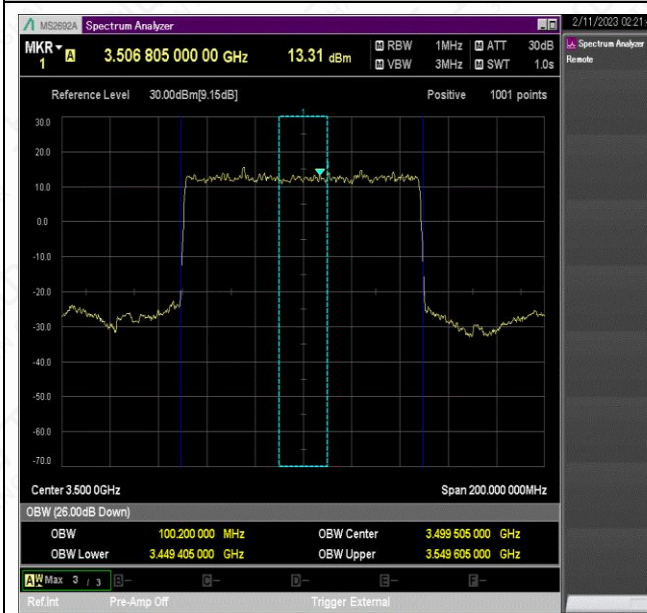 MS2692A Spectrum Analyzer
2/11/2023 02:21
MKR 1 A 3.506 805 000 00 GHz 13.31 dBm
M RBW 1MHz M ATT 30dB
M VBW 3MHz M SWT 1.0s
Spectrum Analyzer
Remote
Reference Level 30.00dBm[9.15dB] Positive 1001 points
30.0
20.0
10.0
0.0
-10.0
-20.0
-30.0
-40.0
-50.0
-60.0
-70.0
Center 3.500 0GHz Span 200.000 000MHz
OBW (26.00dB Down)
OBW 100.200 000 MHz OBW Center 3.499 505 000 GHz
OBW Lower 3.449 405 000 GHz OBW Upper 3.549 605 000 GHz
A W Max 3 / 3 B- C- D- E- F-
Ref.Int Pre-Amp Off Trigger External